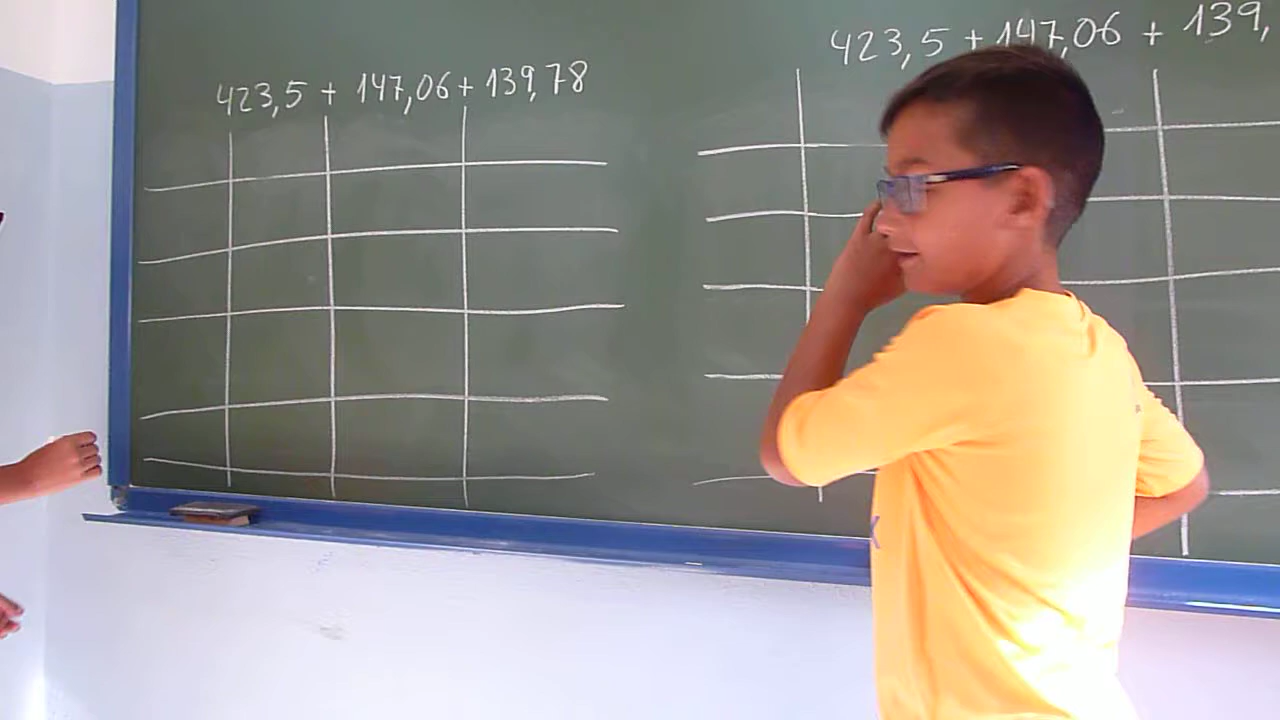 423,5 + 147,06 + 139,78
423,5 + 147,06 + 139,